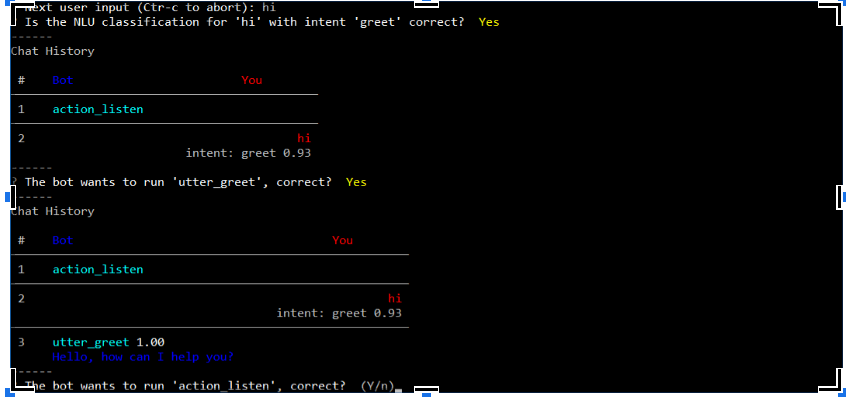 Next user input (Ctr-c to abort): hi
Is the NLU classification for 'hi' with intent 'greet' correct? Yes
------
Chat History
# Bot You
1 action_listen
2 hi
intent: greet 0.93
------
? The bot wants to run 'utter_greet', correct? Yes
------
Chat History
# Bot You
1 action_listen
2 hi
intent: greet 0.93
3 utter_greet 1.00
Hello, how can I help you?
------
The bot wants to run 'action_listen', correct? (Y/n)